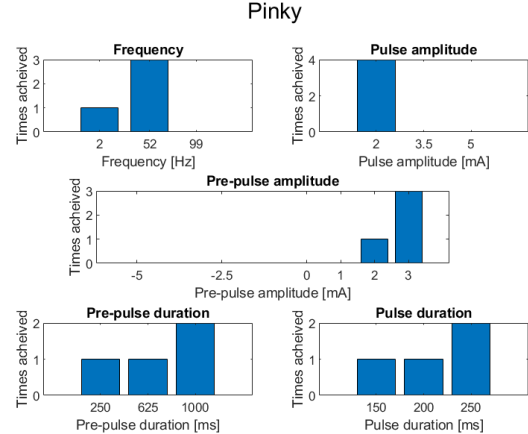 Pinky
Frequency
Times acheived
3
2
1
0
2 52 99
Frequency [Hz]
Pulse amplitude
Times acheived
4
2
0
2 3.5 5
Pulse amplitude [mA]
Pre-pulse amplitude
Times acheived
3
2
1
0
-5 -2.5 0 1 2 3
Pre-pulse amplitude [mA]
Pre-pulse duration
Times acheived
2
1
0
250 625 1000
Pre-pulse duration [ms]
Pulse duration
Times acheived
2
1
0
150 200 250
Pulse duration [ms]